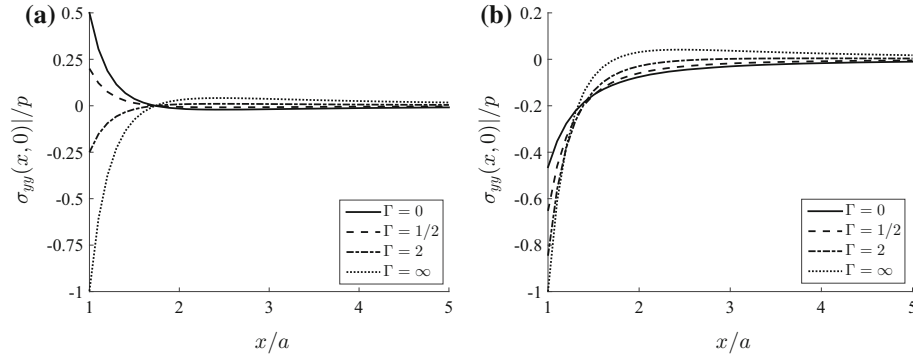 (a)
0.5
0.25
0
-0.25
-0.5
-0.75
-1
1 2 3 4 5
σyy(x, 0)|/p
x/a
Γ = 0
Γ = 1/2
Γ = 2
Γ = ∞
(b)
0.2
0
-0.2
-0.4
-0.6
-0.8
-1
1 2 3 4 5
σyy(x, 0)|/p
x/a
Γ = 0
Γ = 1/2
Γ = 2
Γ = ∞